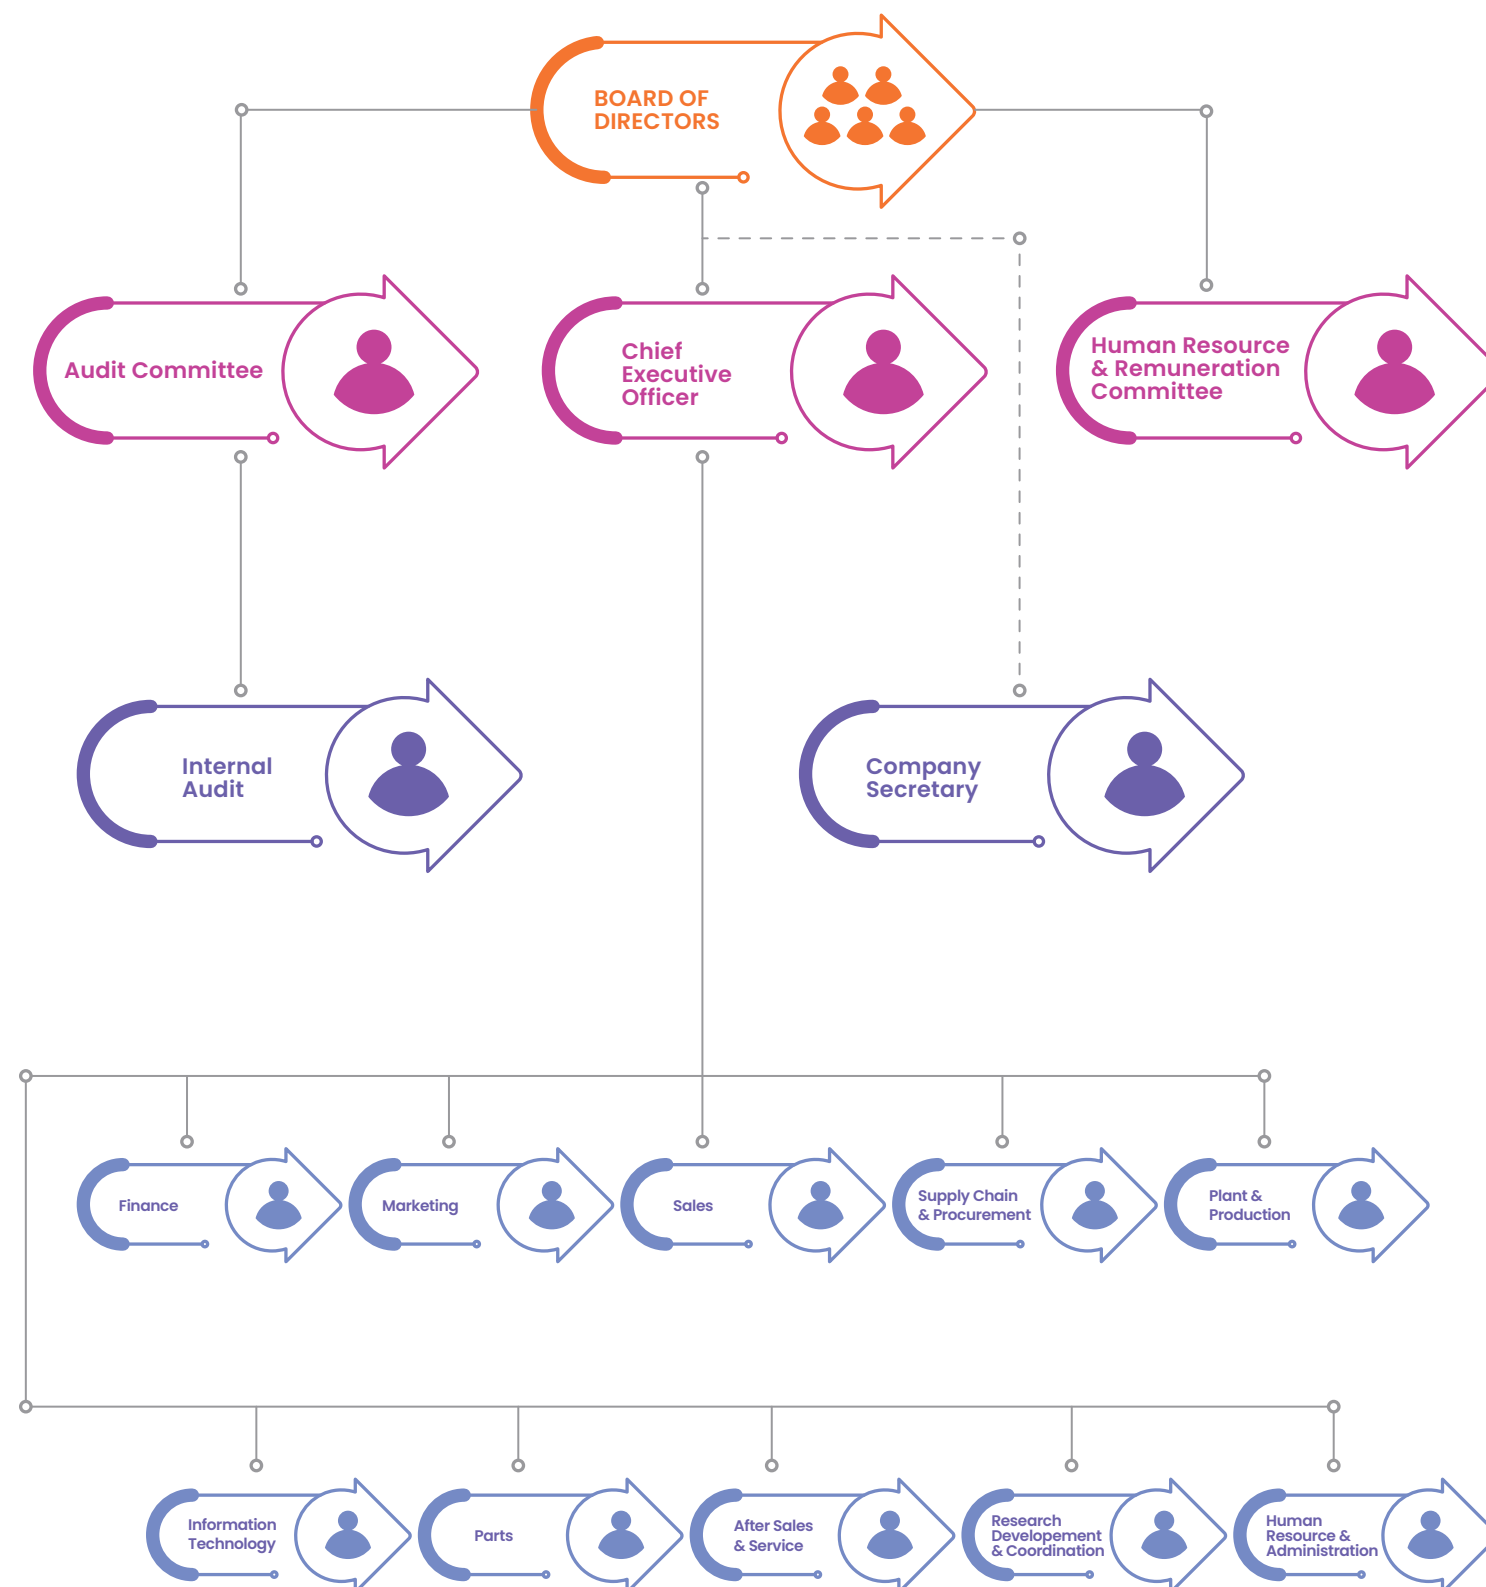 BOARD OF
DIRECTORS
Audit Committee
Chief
Executive
Officer
Human Resource
& Remuneration
Committee
Internal
Audit
Company
Secretary
Finance
Marketing
Sales
Supply Chain
& Procurement
Plant &
Production
Information
Technology
Parts
After Sales
& Service
Research
Developement
& Coordination
Human
Resource &
Administration